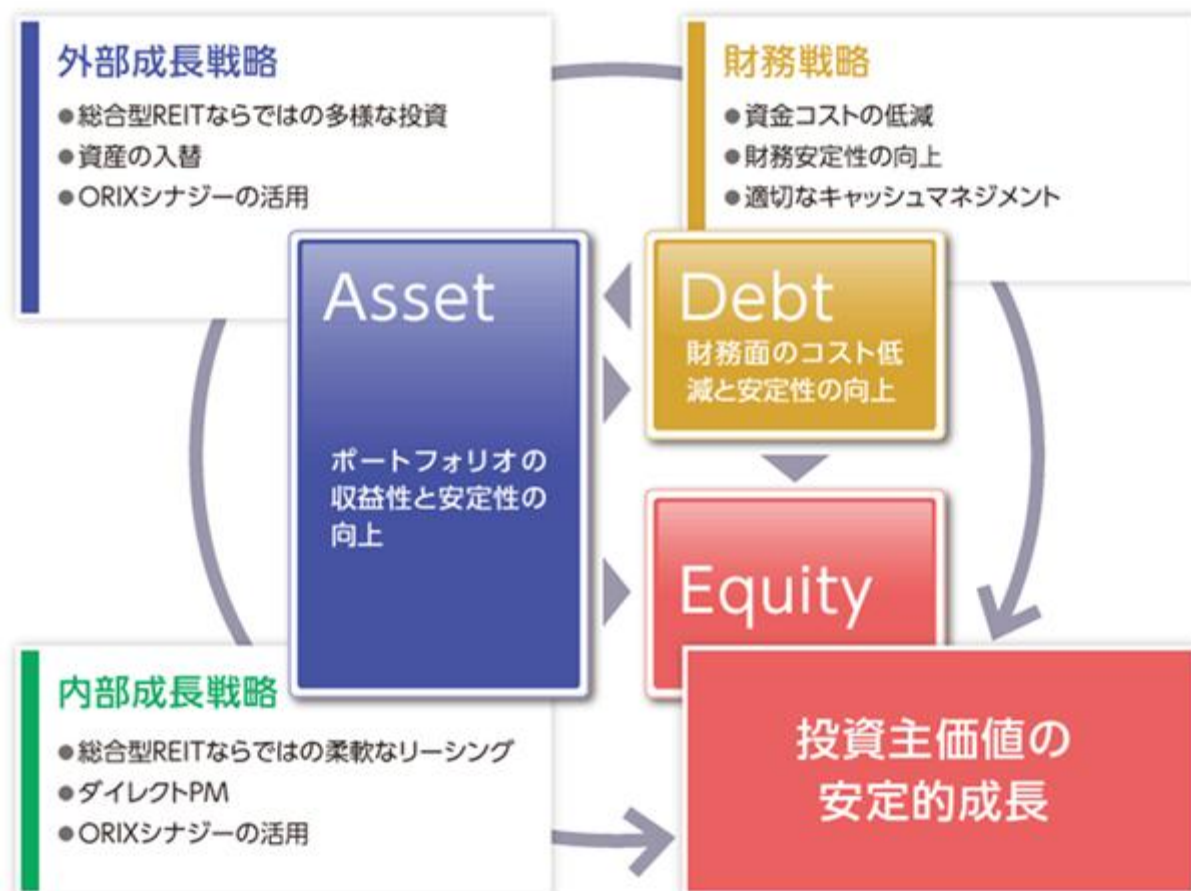 外部成長戦略
●総合型REITならではの多様な投資
●資産の入替
●ORIXシナジーの活用
財務戦略
●資金コストの低減
●財務安定性の向上
●適切なキャッシュマネジメント
Asset
ポートフォリオの
収益性と安定性の
向上
Debt
財務面のコスト低
減と安定性の向上
Equity
内部成長戦略
●総合型REITならではの柔軟なリーシング
●ダイレクトPM
●ORIXシナジーの活用
投資主価値の
安定的成長